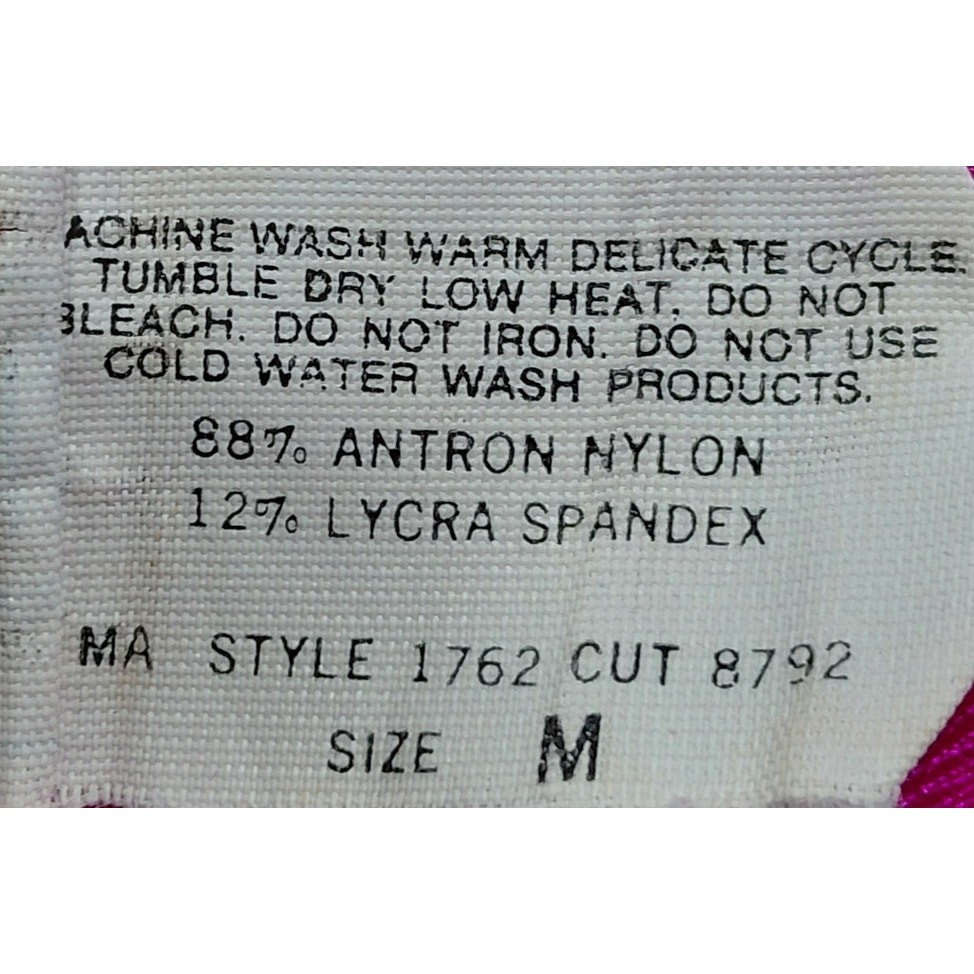 ACHINE WASH WARM DELICATE CYCLE.
TUMBLE DRY LOW HEAT. DO NOT
BLEACH. DO NOT IRON. DO NOT USE
COLD WATER WASH PRODUCTS.
88% ANTRON NYLON
12% LYCRA SPANDEX
MA STYLE 1762 CUT 8792
SIZE M